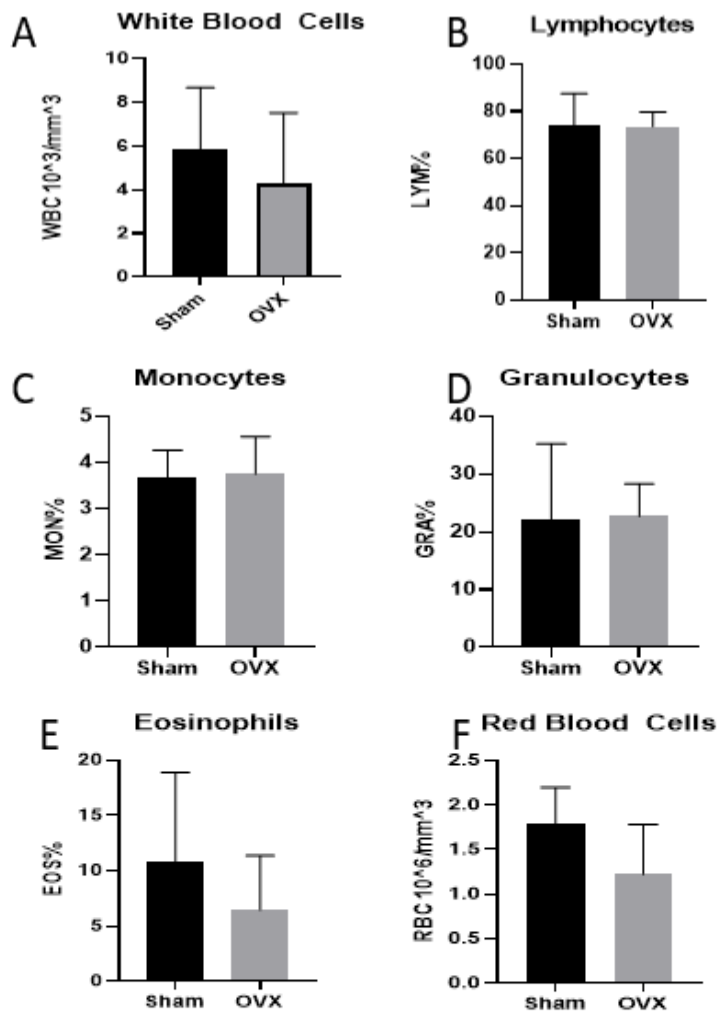 A
White Blood Cells
WBC 10^3/mm^3
10
8
6
4
2
0
Sham
OVX
B
Lymphocytes
LYM%
100
80
60
40
20
0
Sham
OVX
C
Monocytes
MON%
5
4
3
2
1
0
Sham
OVX
D
Granulocytes
GRA%
40
30
20
10
0
Sham
OVX
E
Eosinophils
EOS%
20
15
10
5
0
Sham
OVX
F
Red Blood Cells
RBC 10^6/mm^3
2.5
2.0
1.5
1.0
0.5
0.0
Sham
OVX